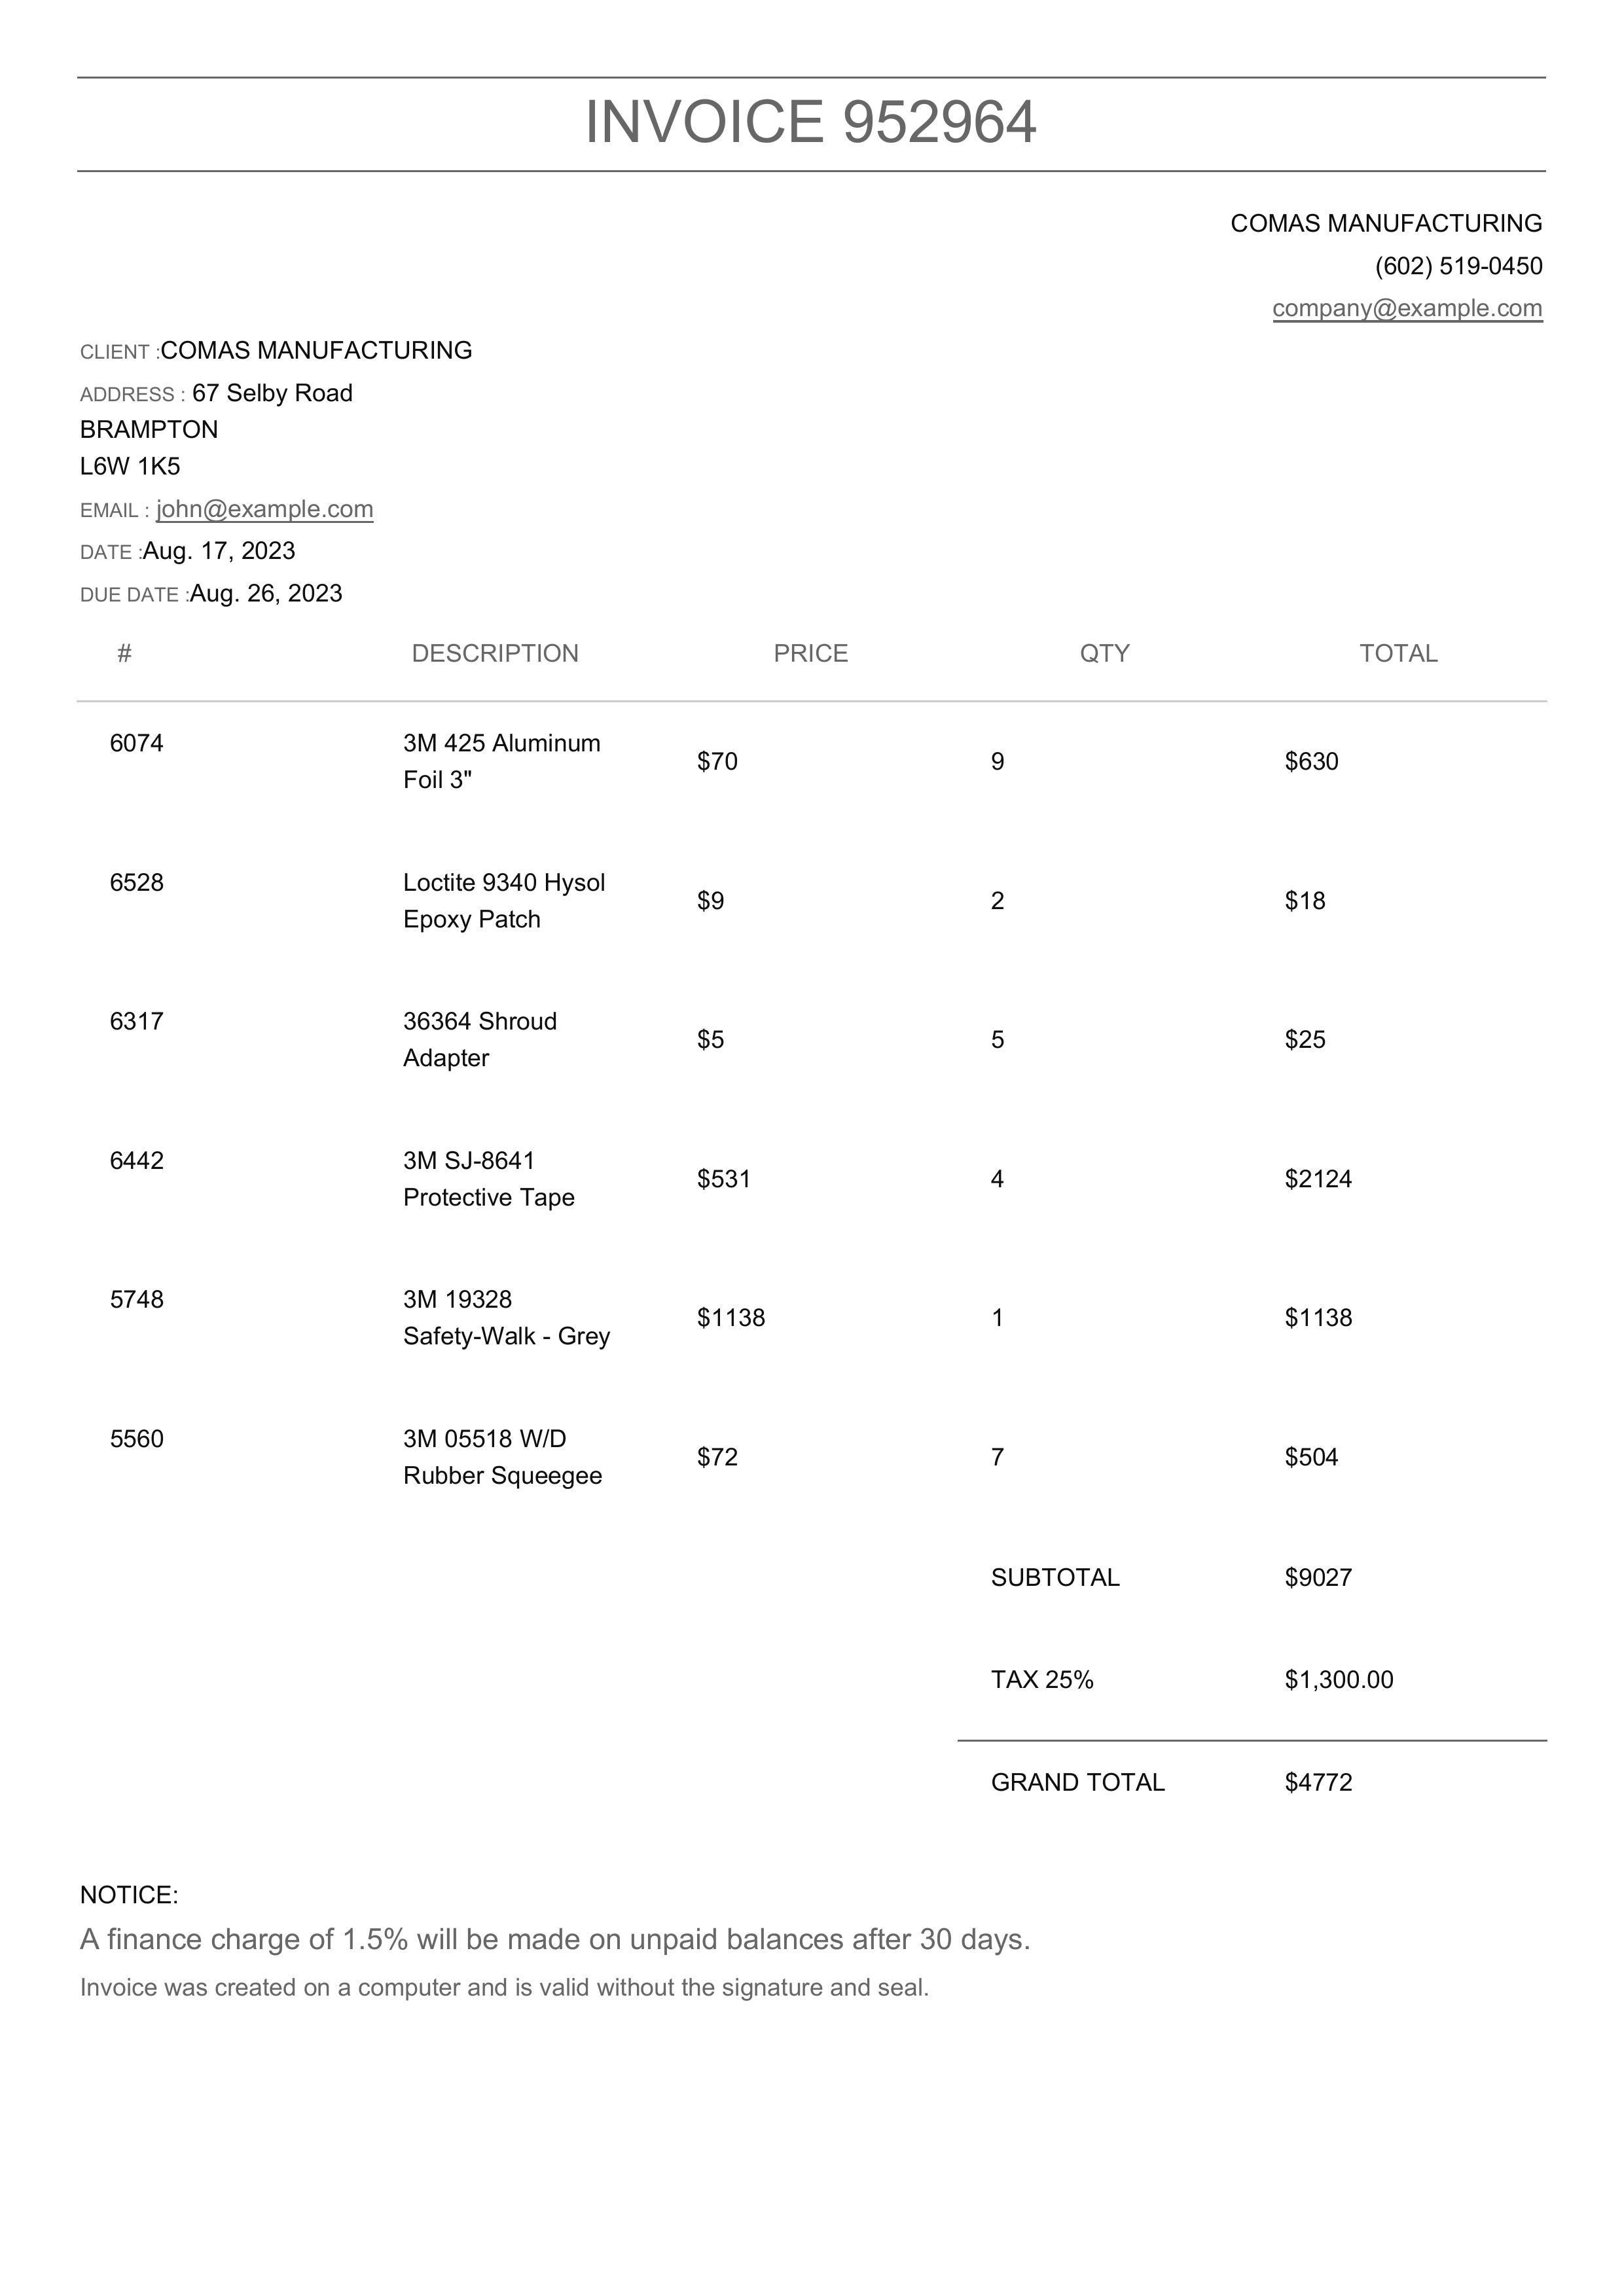 INVOICE 952964
COMAS MANUFACTURING
(602) 519-0450
company@example.com
CLIENT :COMAS MANUFACTURING
ADDRESS : 67 Selby Road
BRAMPTON
L6W 1K5
EMAIL : john@example.com
DATE :Aug. 17, 2023
DUE DATE :Aug. 26, 2023
# DESCRIPTION PRICE QTY TOTAL
6074 3M 425 Aluminum
Foil 3" $70 9 $630
6528 Loctite 9340 Hysol
Epoxy Patch $9 2 $18
6317 36364 Shroud
Adapter $5 5 $25
6442 3M SJ-8641
Protective Tape $531 4 $2124
5748 3M 19328
Safety-Walk - Grey $1138 1 $1138
5560 3M 05518 W/D
Rubber Squeegee $72 7 $504
SUBTOTAL $9027
TAX 25% $1,300.00
GRAND TOTAL $4772
NOTICE:
A finance charge of 1.5% will be made on unpaid balances after 30 days.
Invoice was created on a computer and is valid without the signature and seal.